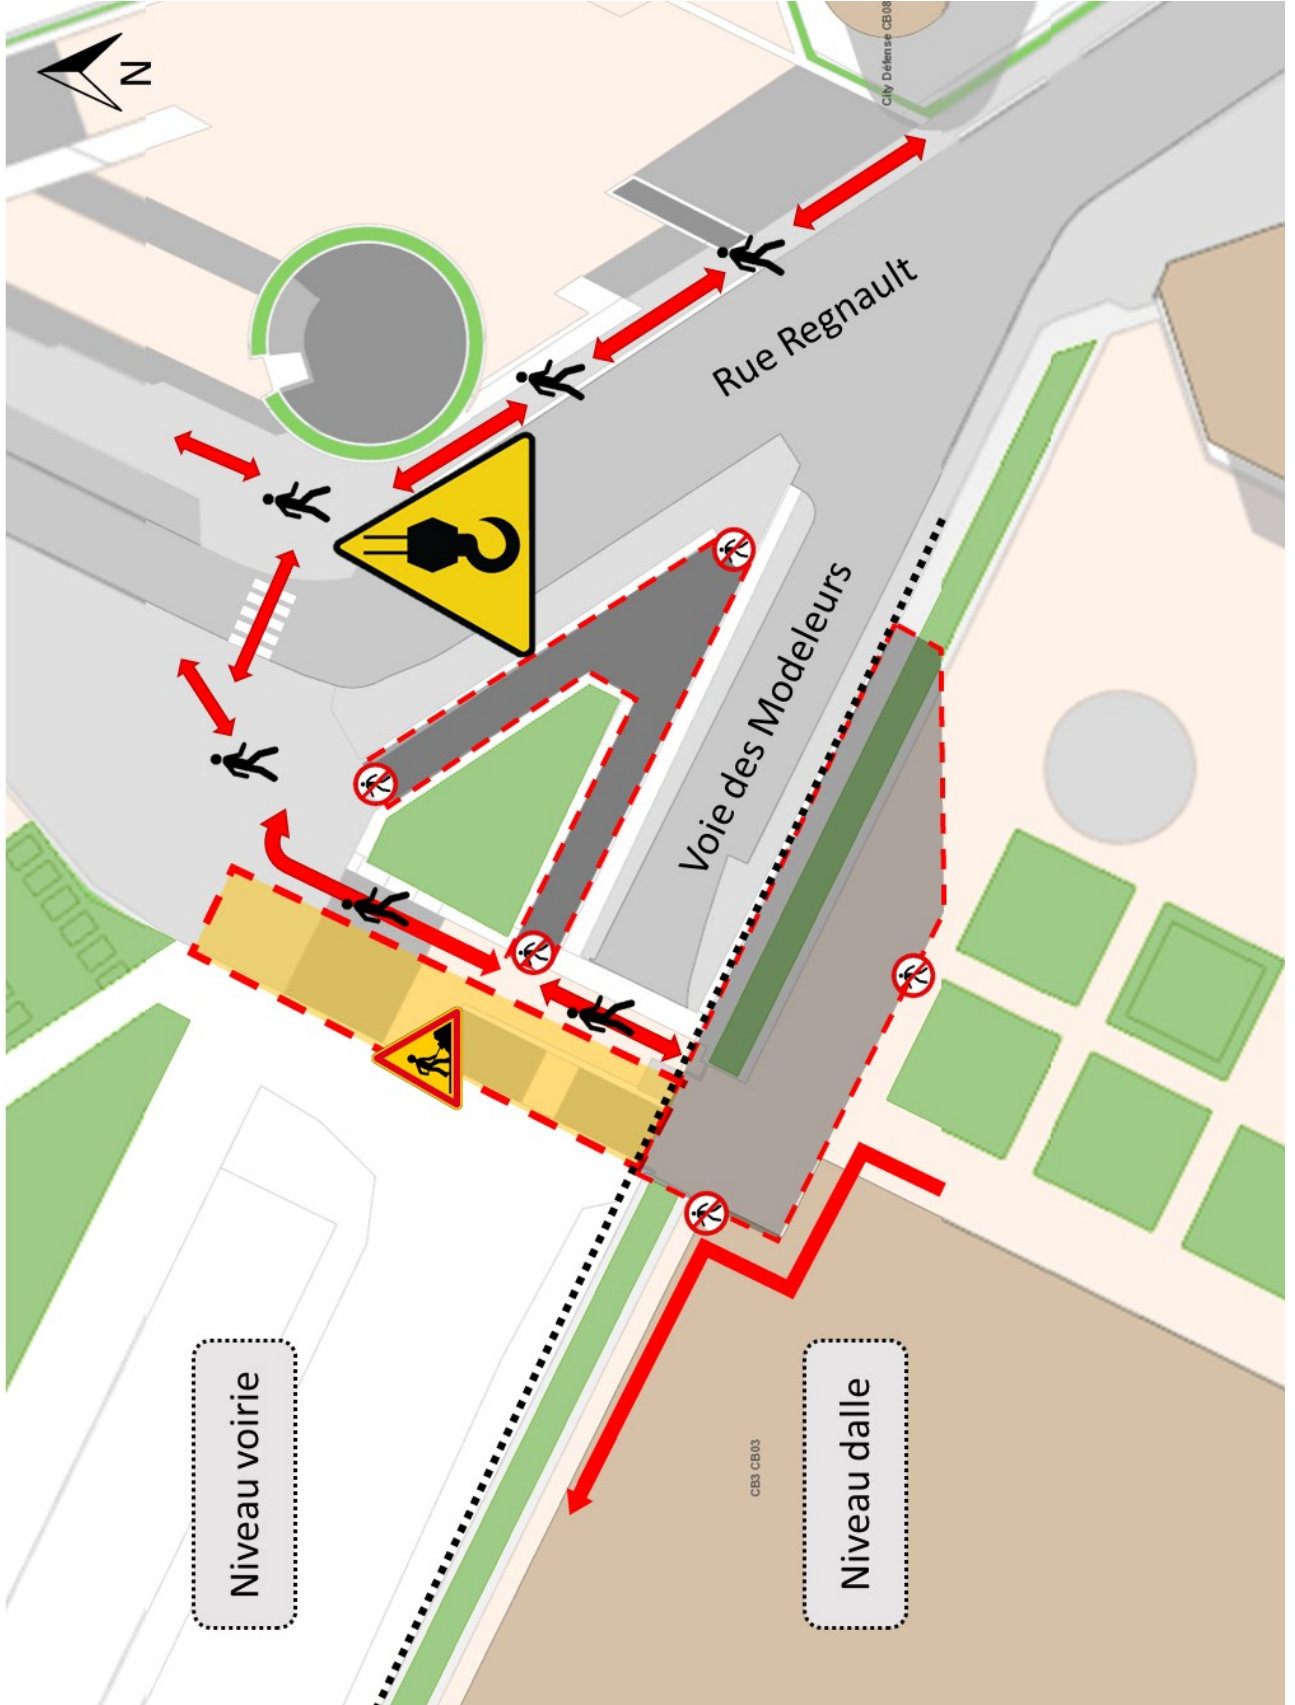 N
City Défense CB08
Rue Regnault
Voie des Modeleurs
Niveau voirie
CB3 CB03
Niveau dalle